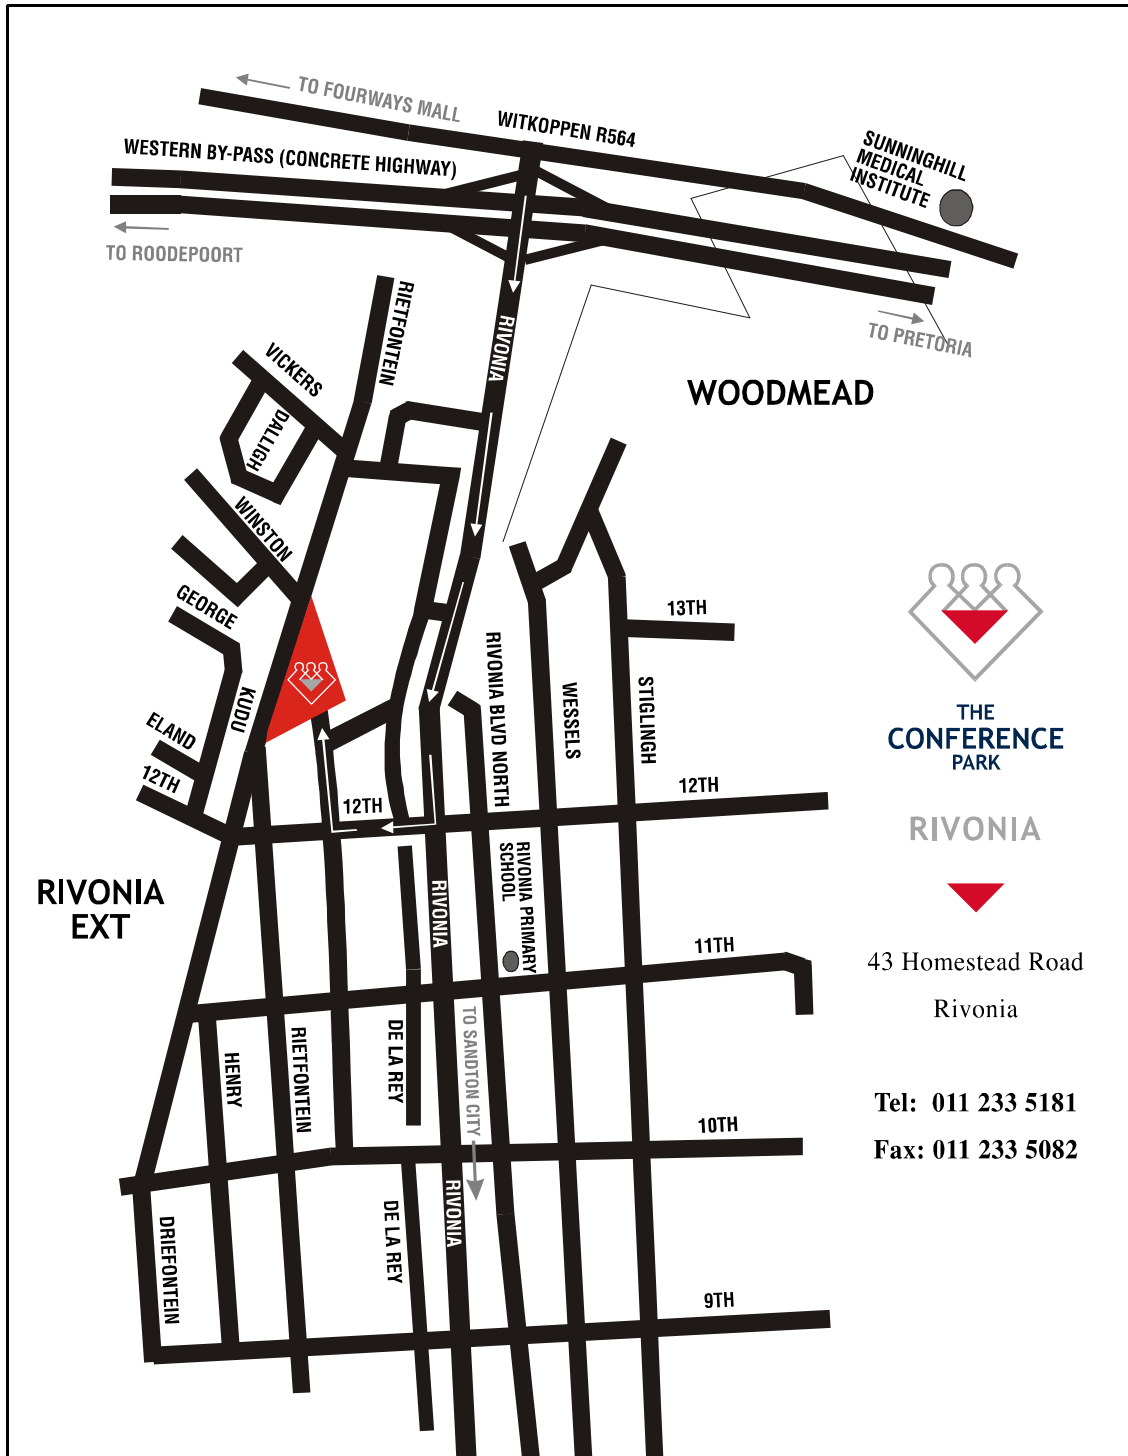 TO FOURWAYS MALL
WITKOPPEN R564
WESTERN BY-PASS (CONCRETE HIGHWAY)
SUNNINGHILL
MEDICAL
INSTITUTE
TO ROODEPOORT
TO PRETORIA
RIETFONTEIN
RIVONIA
VICKERS
WOODMEAD
DALLIGH
WINSTON
GEORGE
13TH
KUDU
RIVONIA BLVD NORTH
WESSELS
STIGLINGH
ELAND
12TH
12TH
12TH
THE
CONFERENCE
PARK
RIVONIA
RIVONIA
EXT
RIVONIA
RIVONIA PRIMARY
SCHOOL
11TH
43 Homestead Road
Rivonia
HENRY
RIETFONTEIN
DE LA REY
TO SANDTON CITY
Tel: 011 233 5181
10TH
Fax: 011 233 5082
DRIEFONTEIN
DE LA REY
RIVONIA
9TH